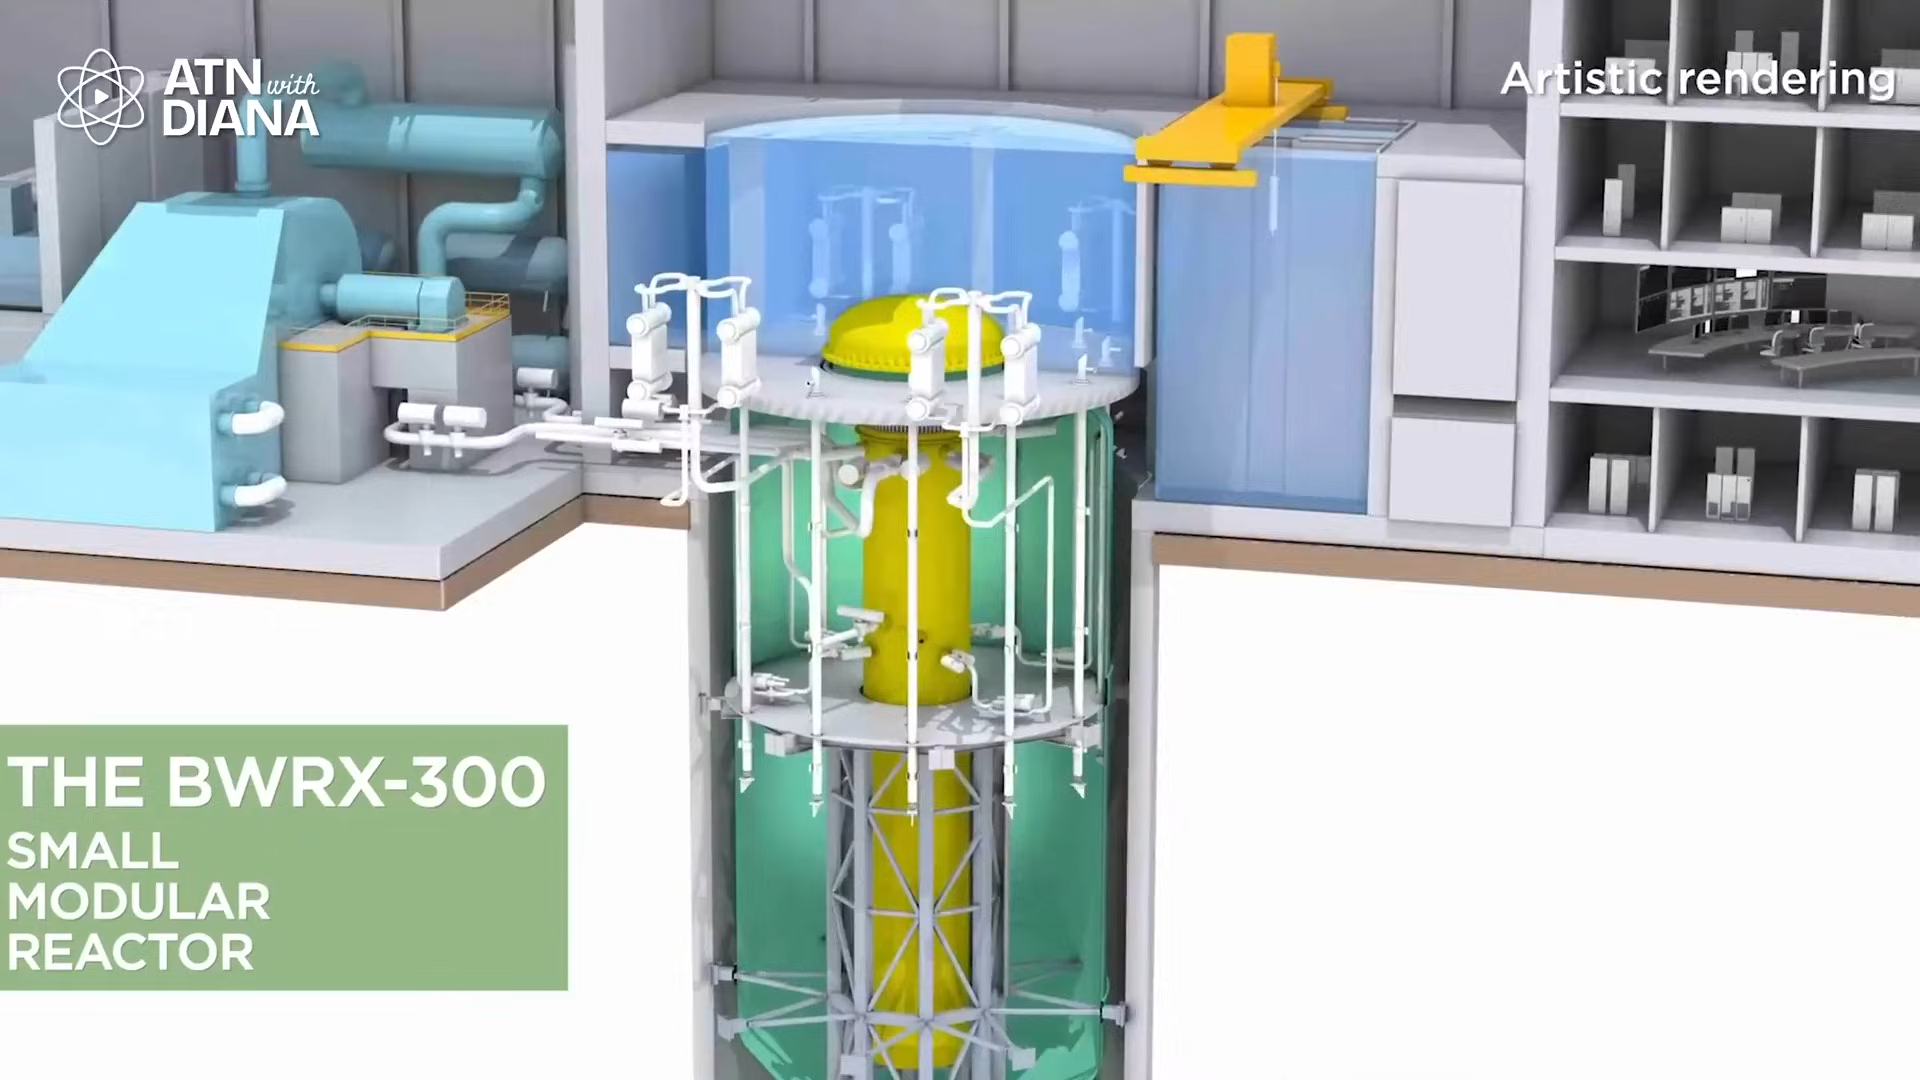 ATN with
DIANA
Artistic rendering
THE BWRX-300
SMALL
MODULAR
REACTOR